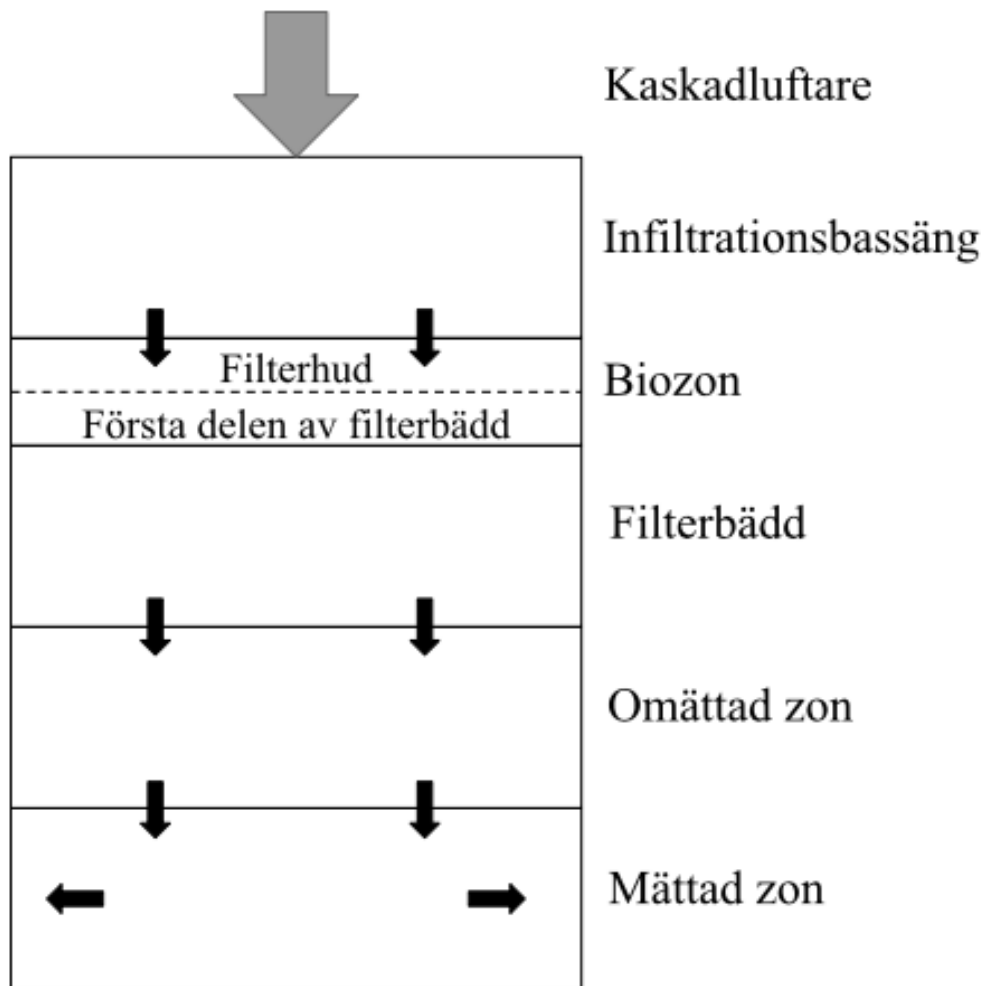 Kaskadluftare
Infiltrationsbassäng
Filterhud
Biozon
Första delen av filterbädd
Filterbädd
Omättad zon
Mättad zon